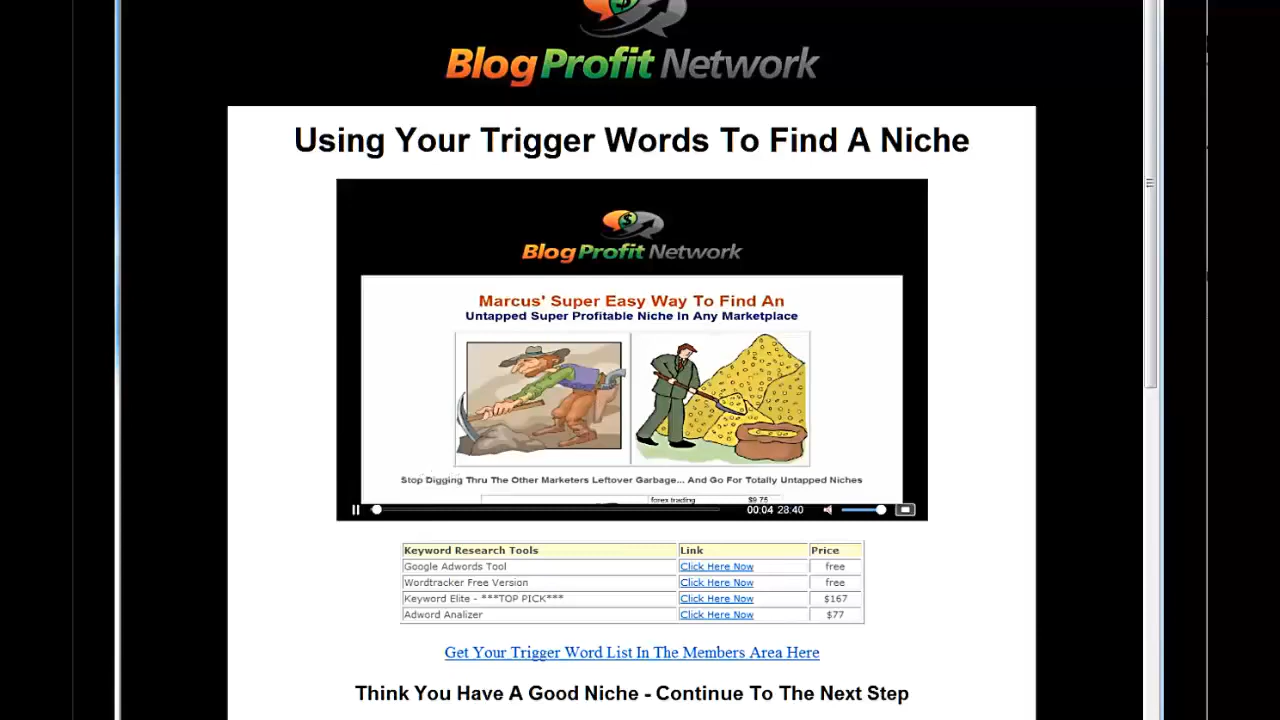 Blog Profit Network
Using Your Trigger Words To Find A Niche
Blog Profit Network
Marcus' Super Easy Way To Find An
Untapped Super Profitable Niche In Any Marketplace
Stop Digging Thru The Other Marketers Leftover Garbage... And Go For Totally Untapped Niches
forex trading $9.75
00:04 28:40
Keyword Research Tools Link Price
Google Adwords Tool Click Here Now free
Wordtracker Free Version Click Here Now free
Keyword Elite - ***TOP PICK*** Click Here Now $167
Adword Analizer Click Here Now $77
Get Your Trigger Word List In The Members Area Here
Think You Have A Good Niche - Continue To The Next Step